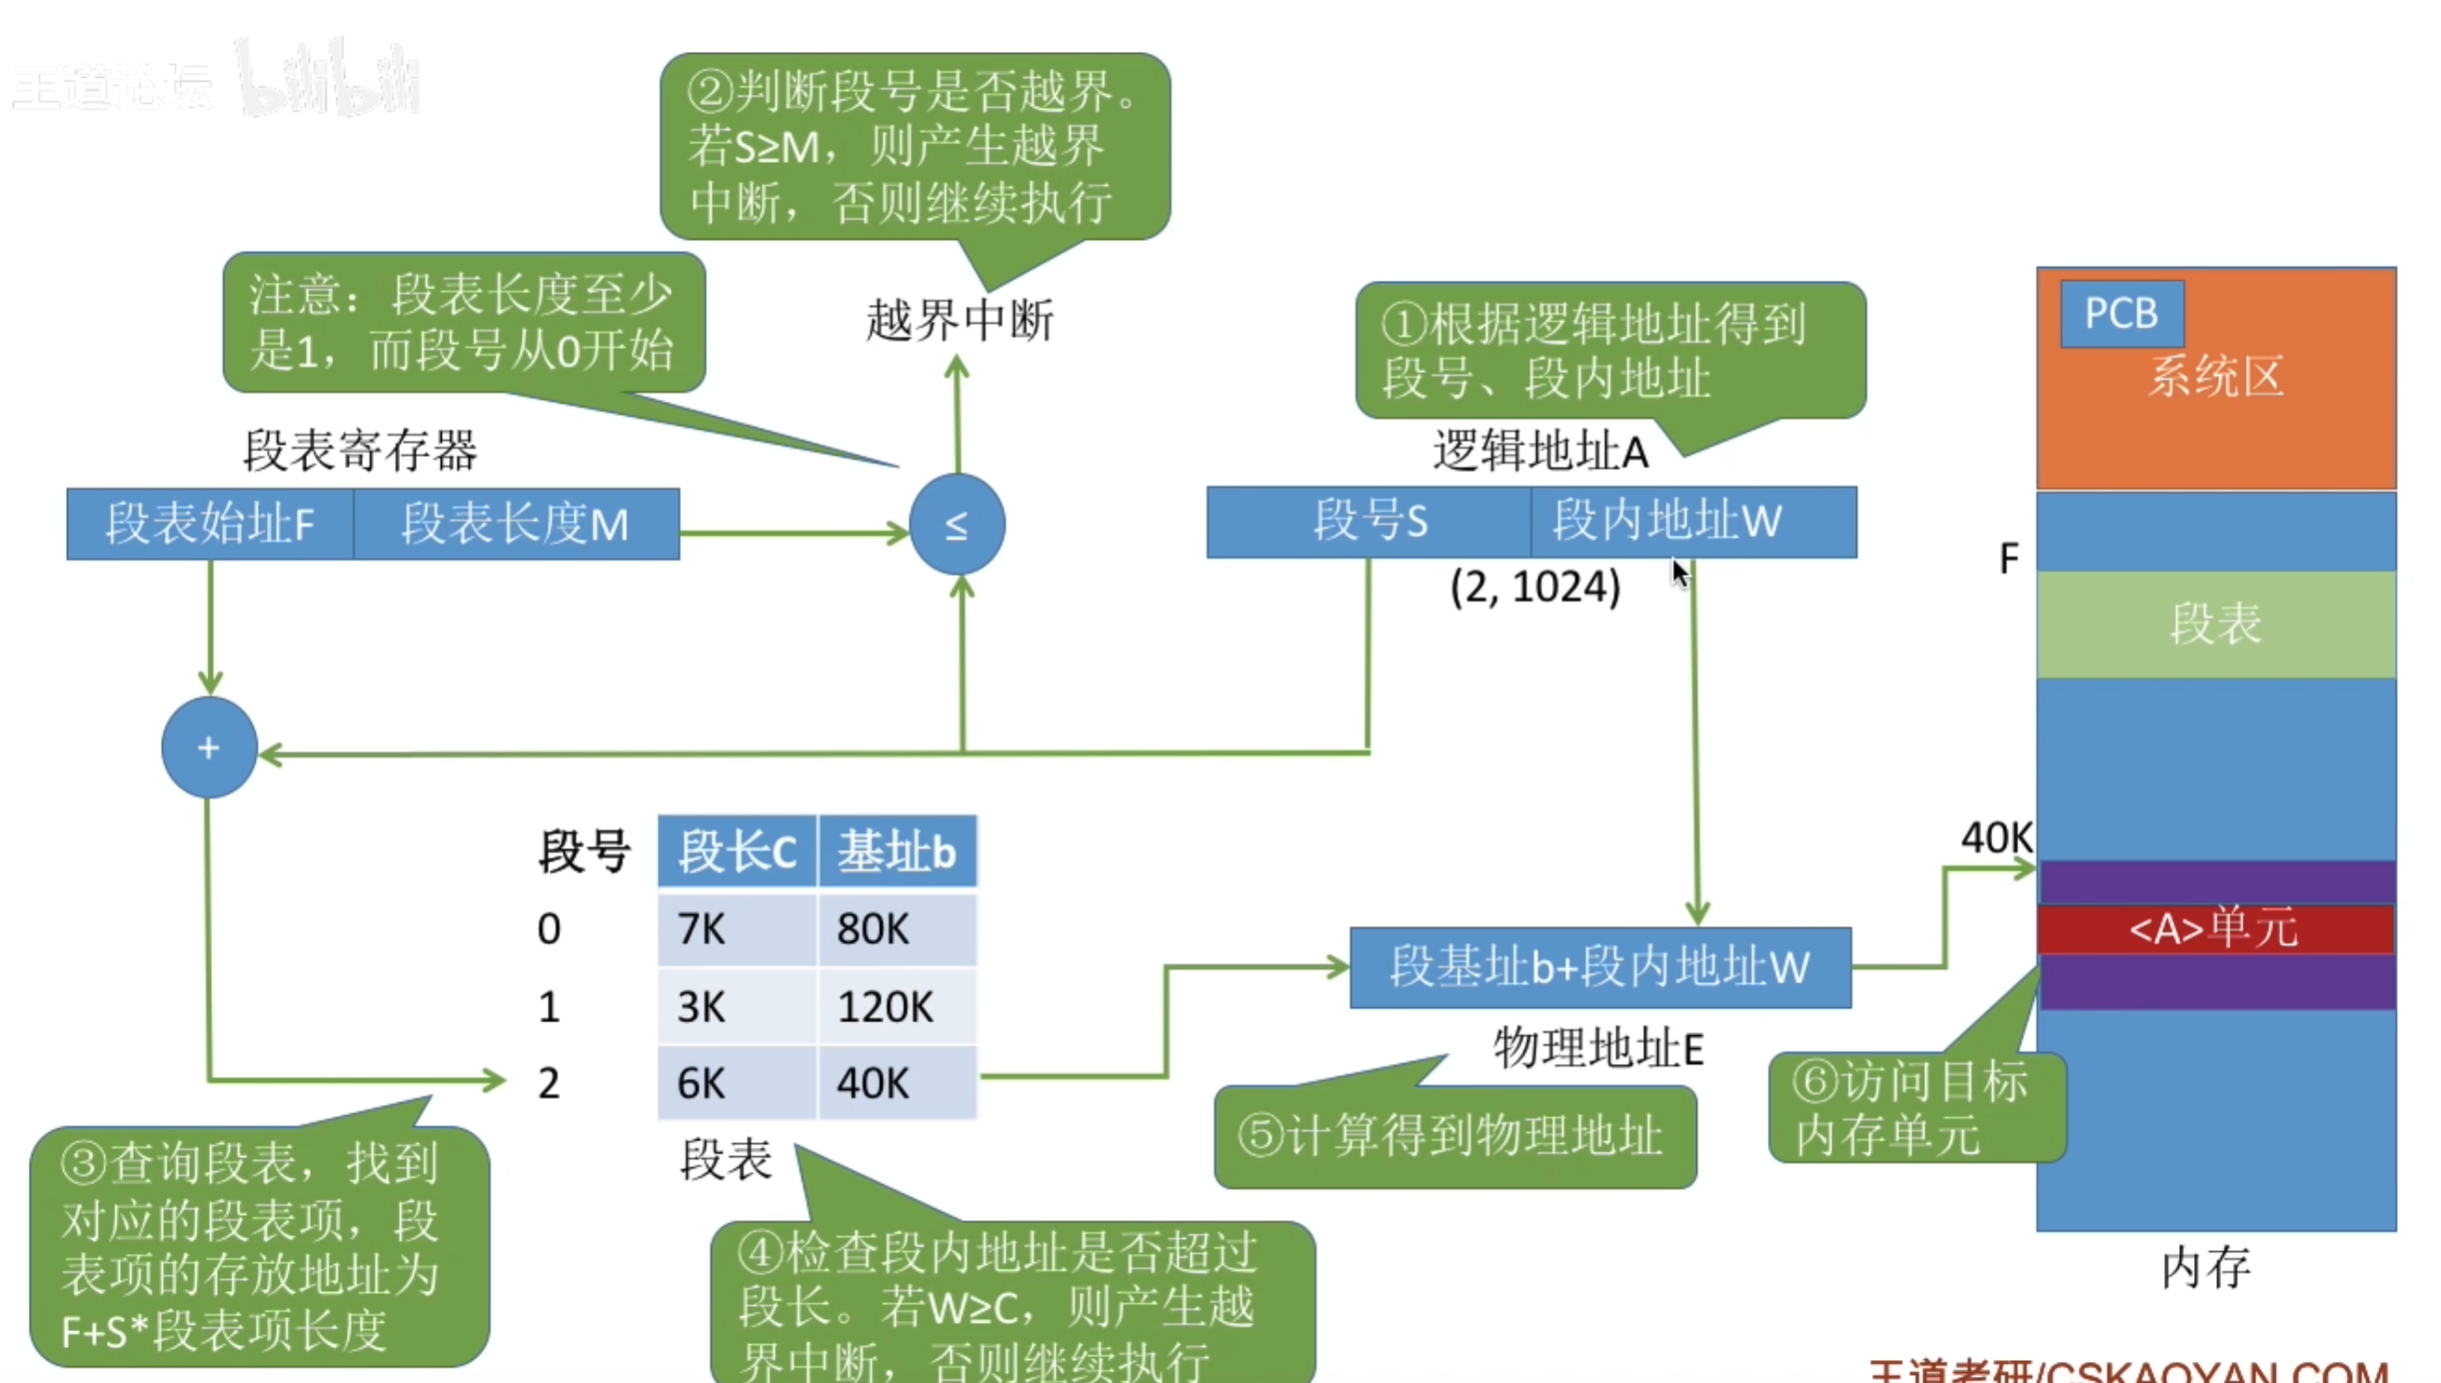 王道论坛 bilibili
②判断段号是否越界。
若S≥M，则产生越界
中断，否则继续执行
注意：段表长度至少
是1，而段号从0开始
越界中断
①根据逻辑地址得到
段号、段内地址
PCB
系统区
段表寄存器
逻辑地址A
段表始址F 段表长度M
≤
段号S 段内地址W
(2, 1024)
F
段表
+
40K
段号 段长C 基址b
0 7K 80K
1 3K 120K
2 6K 40K
段表
<A>单元
段基址b+段内地址W
物理地址E
⑤计算得到物理地址
⑥访问目标
内存单元
③查询段表，找到
对应的段表项，段
表项的存放地址为
F+S*段表项长度
④检查段内地址是否超过
段长。若W≥C，则产生越
界中断，否则继续执行
内存
王道考研/CSKAOYAN.COM